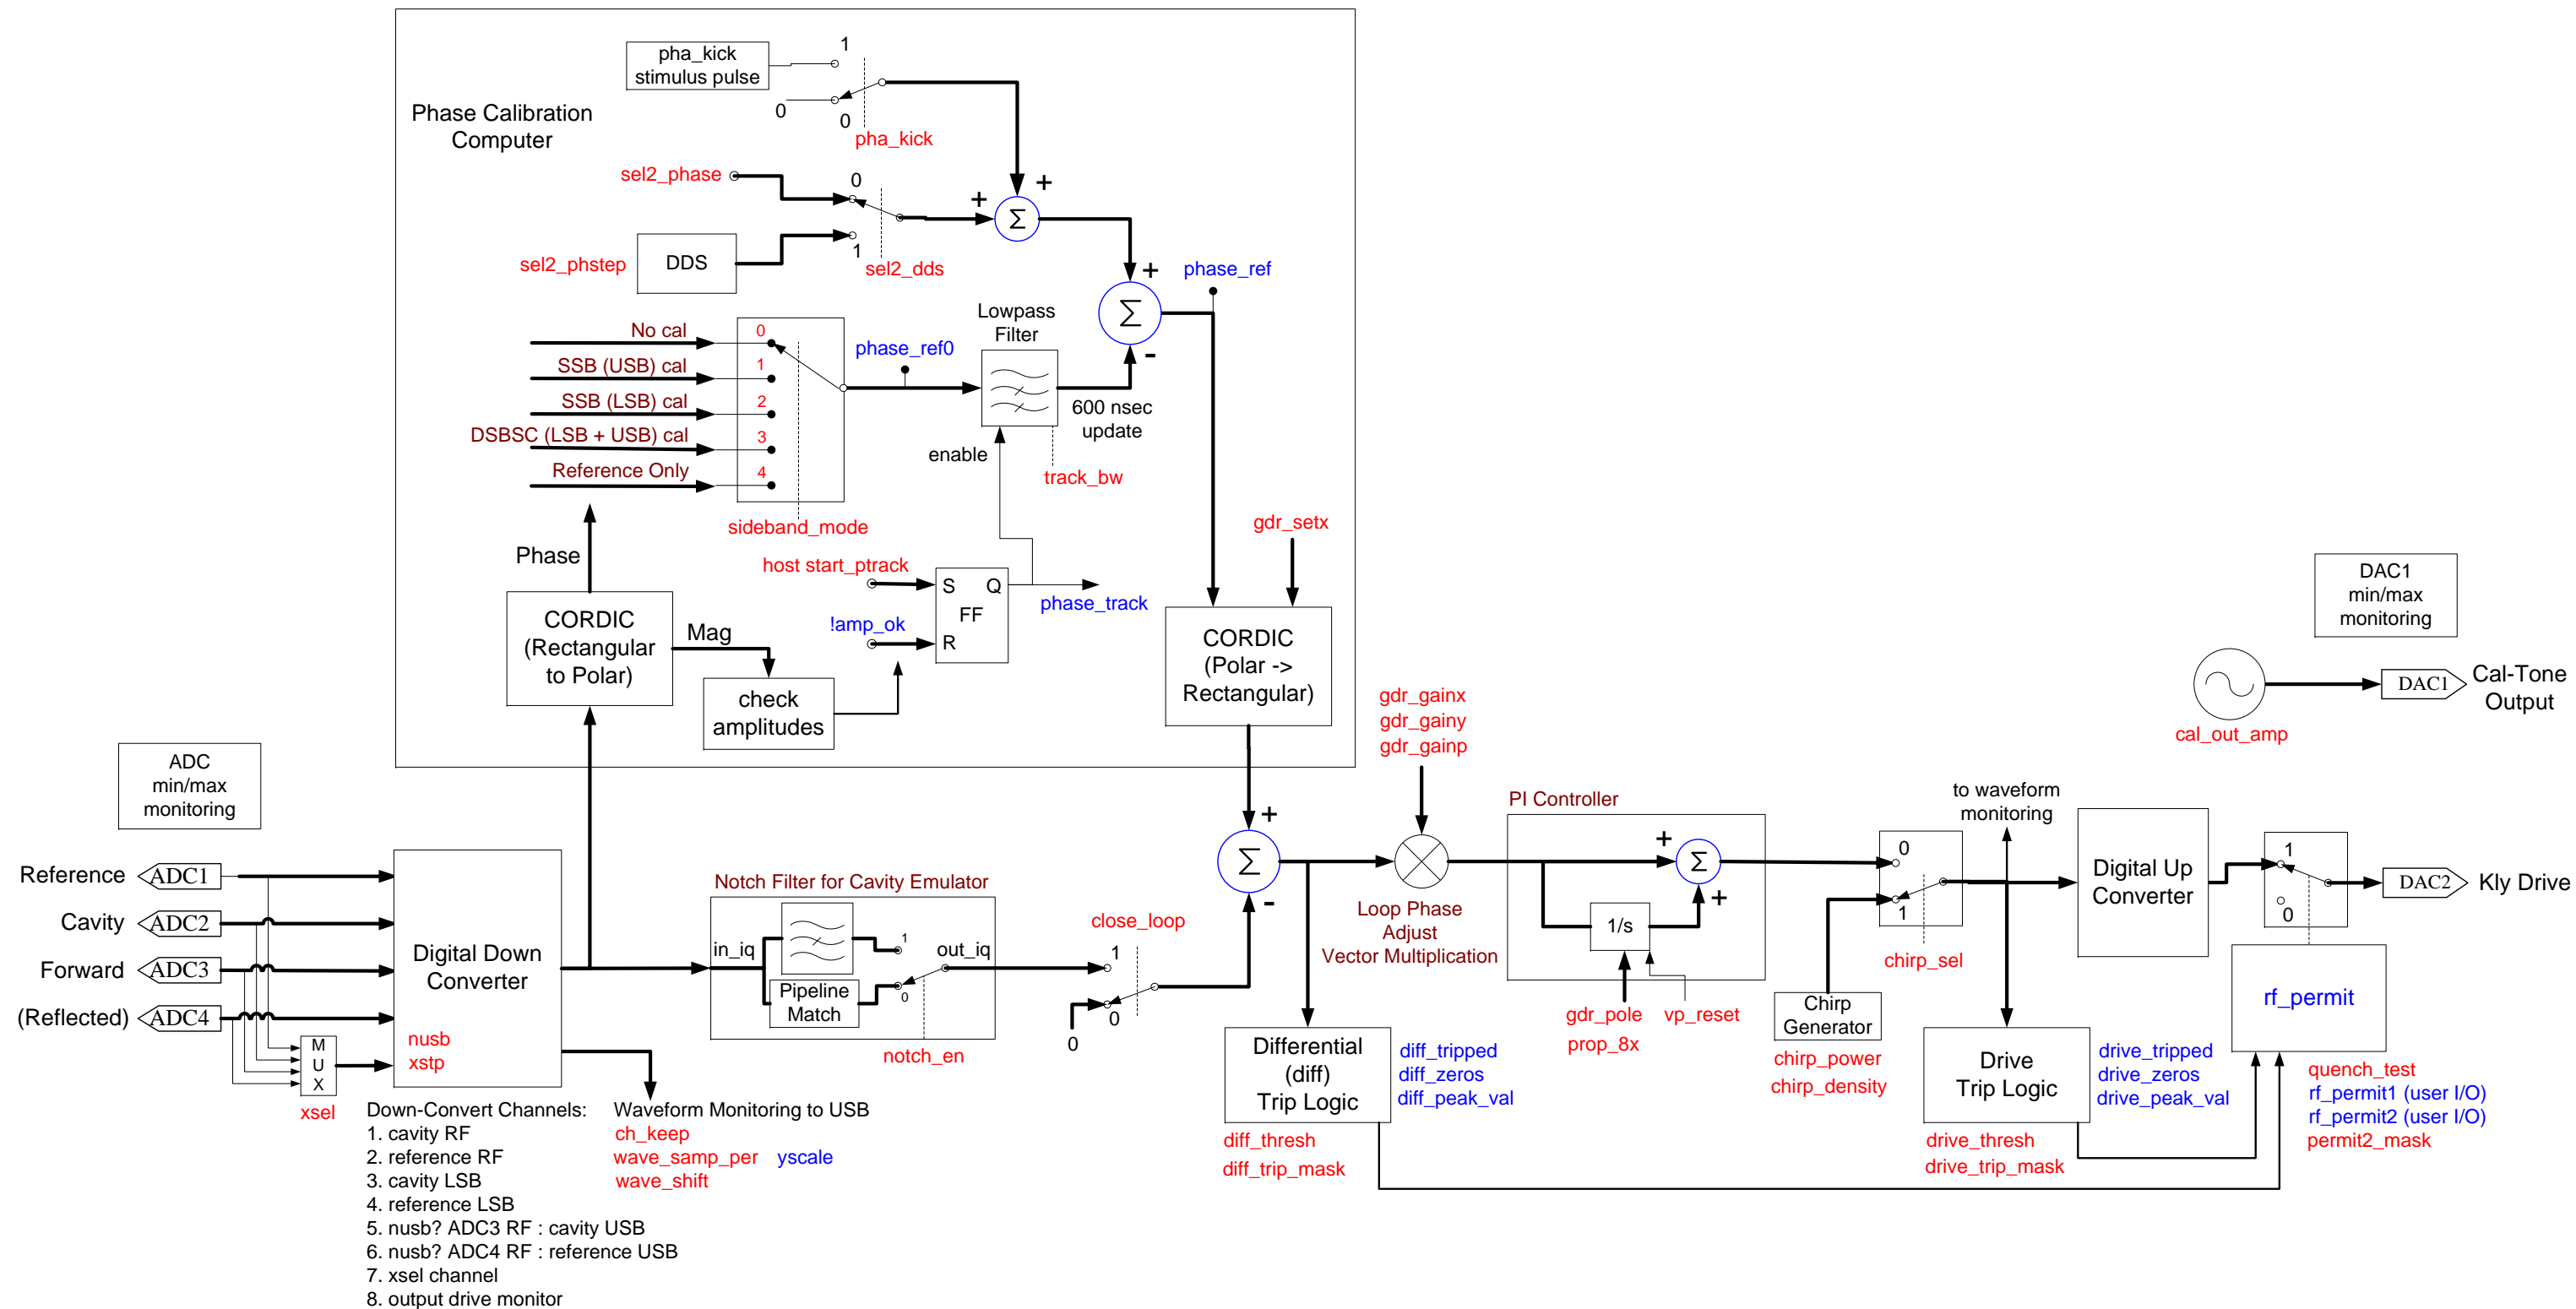 pha_kick
stimulus pulse
1
0
0
pha_kick
Phase Calibration
Computer
sel2_phase
0
+
+
Σ
sel2_phstep
DDS
1
sel2_dds
+
phase_ref
Σ
-
No cal
0
SSB (USB) cal
1
SSB (LSB) cal
2
DSBSC (LSB + USB) cal
3
Reference Only
4
sideband_mode
phase_ref0
Lowpass
Filter
600 nsec
update
enable
track_bw
gdr_setx
Phase
host start_ptrack
S
Q
FF
R
!amp_ok
phase_track
CORDIC
(Rectangular
to Polar)
Mag
check
amplitudes
CORDIC
(Polar ->
Rectangular)
DAC1
min/max
monitoring
DAC1
Cal-Tone
Output
cal_out_amp
ADC
min/max
monitoring
gdr_gainx
gdr_gainy
gdr_gainp
Reference
ADC1
Cavity
ADC2
Forward
ADC3
(Reflected)
ADC4
M
U
X
xsel
Digital Down
Converter
nusb
xstp
Notch Filter for Cavity Emulator
in_iq
1
out_iq
Pipeline
Match
0
notch_en
close_loop
1
0
0
+
Σ
-
Loop Phase
Adjust
Vector Multiplication
PI Controller
+
Σ
+
1/s
gdr_pole
prop_8x
vp_reset
0
1
chirp_sel
Chirp
Generator
chirp_power
chirp_density
to waveform
monitoring
Digital Up
Converter
1
0
DAC2
Kly Drive
rf_permit
quench_test
rf_permit1 (user I/O)
rf_permit2 (user I/O)
permit2_mask
Differential
(diff)
Trip Logic
diff_tripped
diff_zeros
diff_peak_val
diff_thresh
diff_trip_mask
Drive
Trip Logic
drive_tripped
drive_zeros
drive_peak_val
drive_thresh
drive_trip_mask
Down-Convert Channels:
1. cavity RF
2. reference RF
3. cavity LSB
4. reference LSB
5. nusb? ADC3 RF : cavity USB
6. nusb? ADC4 RF : reference USB
7. xsel channel
8. output drive monitor
Waveform Monitoring to USB
ch_keep
wave_samp_per yscale
wave_shift